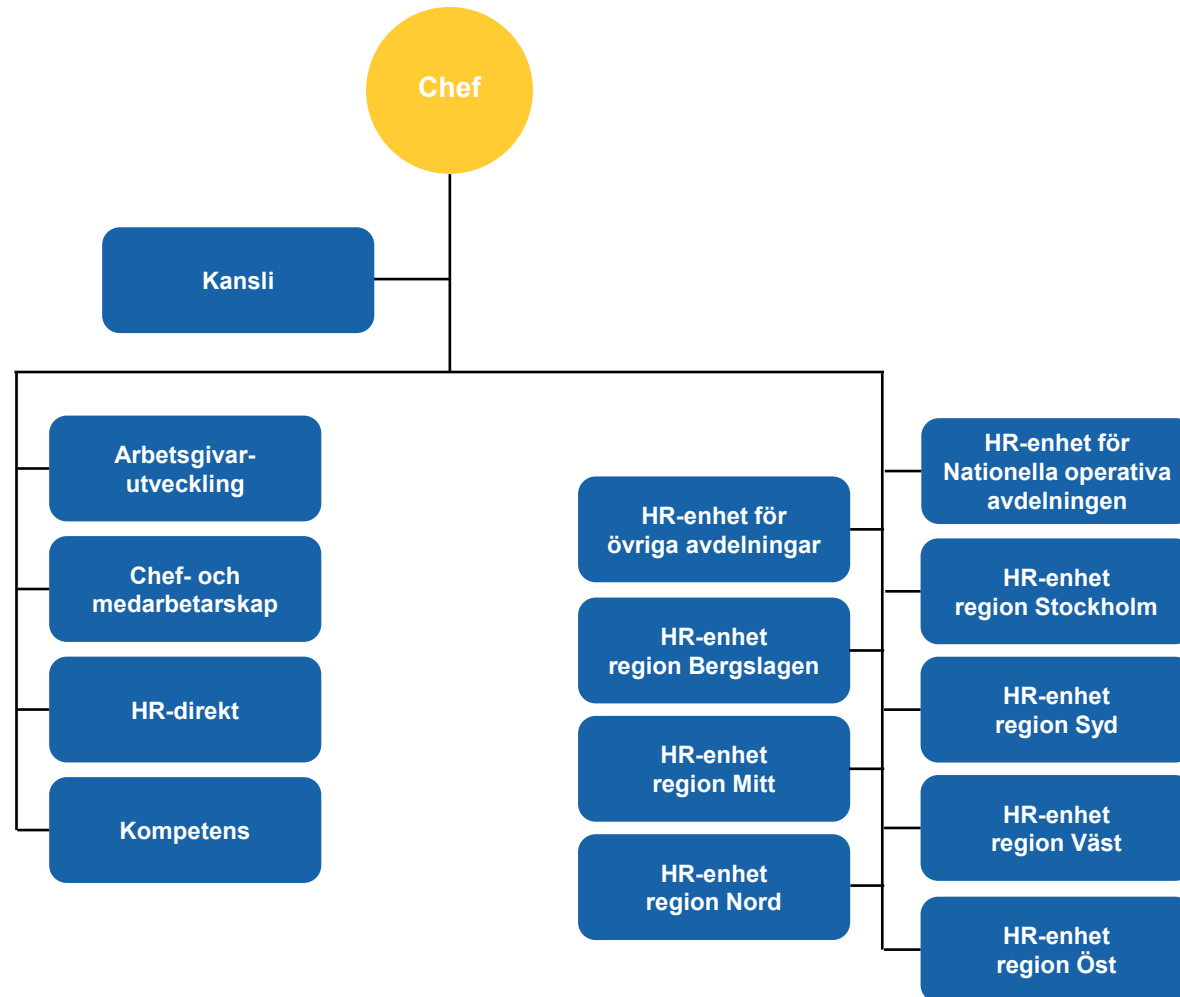 Chef
Kansli
Arbetsgivar-
utveckling
Chef- och
medarbetarskap
HR-direkt
Kompetens
HR-enhet för
övriga avdelningar
HR-enhet
region Bergslagen
HR-enhet
region Mitt
HR-enhet
region Nord
HR-enhet för
Nationella operativa
avdelningen
HR-enhet
region Stockholm
HR-enhet
region Syd
HR-enhet
region Väst
HR-enhet
region Öst